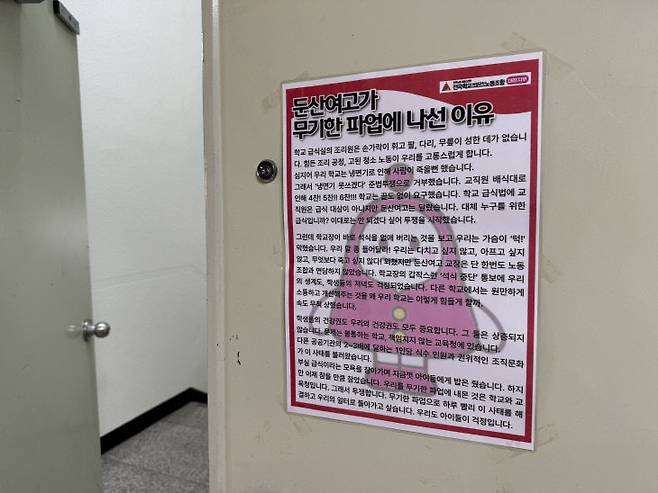 전국학교비정규직노동조합 대전지부
둔산여고가
무기한 파업에 나선 이유
학교 급식실의 조리원은 손가락이 휘고 팔, 다리, 무릎이 성한 데가 없습니
다. 힘든 조리 공정, 고된 청소 노동이 우리를 고통스럽게 합니다.
심지어 우리 학교는 냉면기로 인해 사람이 죽을뻔 했습니다.
그래서 '냉면기 못쓰겠다' 준법투쟁으로 거부했습니다. 교직원 배식대로
인해 4찬! 5찬!! 6찬!!! 학교는 끝도 없이 요구했습니다. 학교 급식법에 교
직원은 급식 대상이 아니지만 둔산여고는 달랐습니다. 대체 누구를 위한
급식입니까? 이대로는 안 되겠다 싶어 투쟁을 시작했습니다.
그런데 학교장이 바로 석식을 없애 버리는 것을 보고 우리는 가슴이 '턱!'
막혔습니다. 우리 말 좀 들어달라! 우리는 다치고 싶지 않고, 아프고 싶지
않고, 무엇보다 죽고 싶지 않다! 외쳤지만 둔산여고 교장은 단 한번도 노동
조합과 면담하지 않았습니다. 학교장의 갑작스런 '석식 중단' 통보에 우리
의 생계도, 학생들의 저녁도 걱정되었습니다. 다른 학교에서는 원만하게
소통하고 개선해주는 것을 왜 우리 학교는 이렇게 힘들게 할까,
속도 무척 상했습니다.
학생들의 건강권도 우리의 건강권도 모두 중요합니다. 그 둘은 상충되지
않습니다. 문제는 불통하는 학교, 책임지지 않는 교육청에 있습니다.
다른 공공기관의 2~3배에 달하는 1인당 식수 인원과 권위적인 조직문화
가 이 사태를 불러왔습니다.
부실 급식이라는 모욕을 참아가며 지금껏 아이들에게 밥은 줬습니다. 하지
만 이제 참을 만큼 참았습니다. 우리를 무기한 파업에 내몬 것은 학교와 교
육청입니다. 그래서 우행합니다. 무기한 파업으로 하루 빨리 이 사태를 해
결하고 우리의 일터로 돌아가고 싶습니다. 우리도 아이들이 걱정입니다.